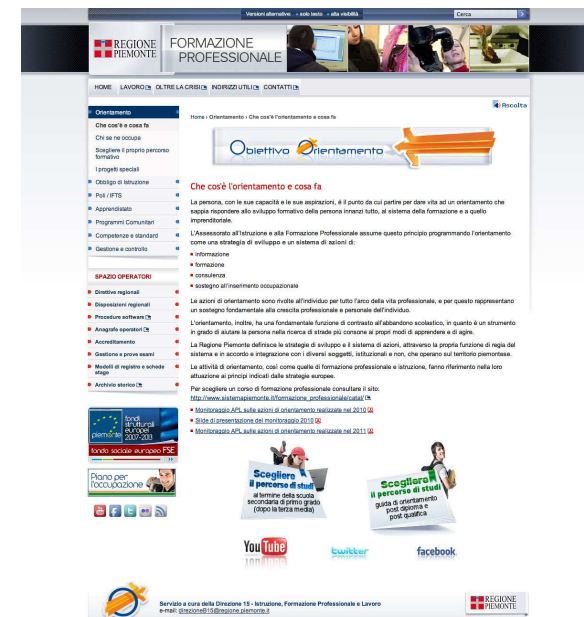 Versioni alternative: • solo testo • alta visibilità
Cerca
REGIONE PIEMONTE
FORMAZIONE PROFESSIONALE
HOME LAVORO OLTRE LA CRISI INDIRIZZI UTILI CONTATTI
Ascolta
Orientamento
Che cos'è e cosa fa
Chi se ne occupa
Scegliere il proprio percorso
formativo
I progetti speciali
Obbligo di istruzione
Poli / IFTS
Apprendistato
Programmi Comunitari
Competenze e standard
Gestione e controllo
SPAZIO OPERATORI
Direttive regionali
Disposizioni regionali
Procedure software
Anagrafe operatori
Accreditamento
Gestione e prove esami
Modelli di registro e schede
stage
Archivio storico
fondi
strutturali
europei
2007-2013
piemonte
fondo sociale europeo FSE
Piano per
l'occupazione
Home › Orientamento › Che cos'è l'orientamento e cosa fa
Obiettivo Orientamento
Che cos'è l'orientamento e cosa fa
La persona, con le sue capacità e le sue aspirazioni, é il punto da cui partire per dare vita ad un orientamento che
sappia rispondere allo sviluppo formativo della persona innanzi tutto, al sistema della formazione e a quello
imprenditoriale.
L'Assessorato all'Istruzione e alla Formazione Professionale assume questo principio programmando l'orientamento
come una strategia di sviluppo e un sistema di azioni di:
informazione
formazione
consulenza
sostegno all'inserimento occupazionale
Le azioni di orientamento sono rivolte all'individuo per tutto l'arco della vita professionale, e per questo rappresentano
un sostegno fondamentale alla crescita professionale e personale dell'individuo.
L'orientamento, inoltre, ha una fondamentale funzione di contrasto all'abbandono scolastico, in quanto è uno strumento
in grado di aiutare la persona nella ricerca di strade più consone ai propri modi di apprendere e di agire.
La Regione Piemonte definisce le strategie di sviluppo e il sistema di azioni, attraverso la propria funzione di regia del
sistema e in accordo e integrazione con i diversi soggetti, istituzionali e non, che operano sul territorio piemontese.
Le attività di orientamento, così come quelle di formazione professionale e istruzione, fanno riferimento nella loro
attuazione ai principi indicati dalle strategie europee.
Per scegliere un corso di formazione professionale consultare il sito:
http://www.sistemapiemonte.it/formazione_professionale/catal/
Monitoraggio APL sulle azioni di orientamento realizzate nel 2010
Slide di presentazione del monitoraggio 2010
Monitoraggio APL sulle azioni di orientamento realizzate nel 2011
Scegliere
il percorso di studi
al termine della scuola
secondaria di primo grado
(dopo la terza media)
Scegliere
il percorso di studi
guida di orientamento
post diploma e
post qualifica
YouTube
twitter
facebook
Servizio a cura della Direzione 15 - Istruzione, Formazione Professionale e Lavoro
e-mail: direzioneB15@regione.piemonte.it
REGIONE
PIEMONTE